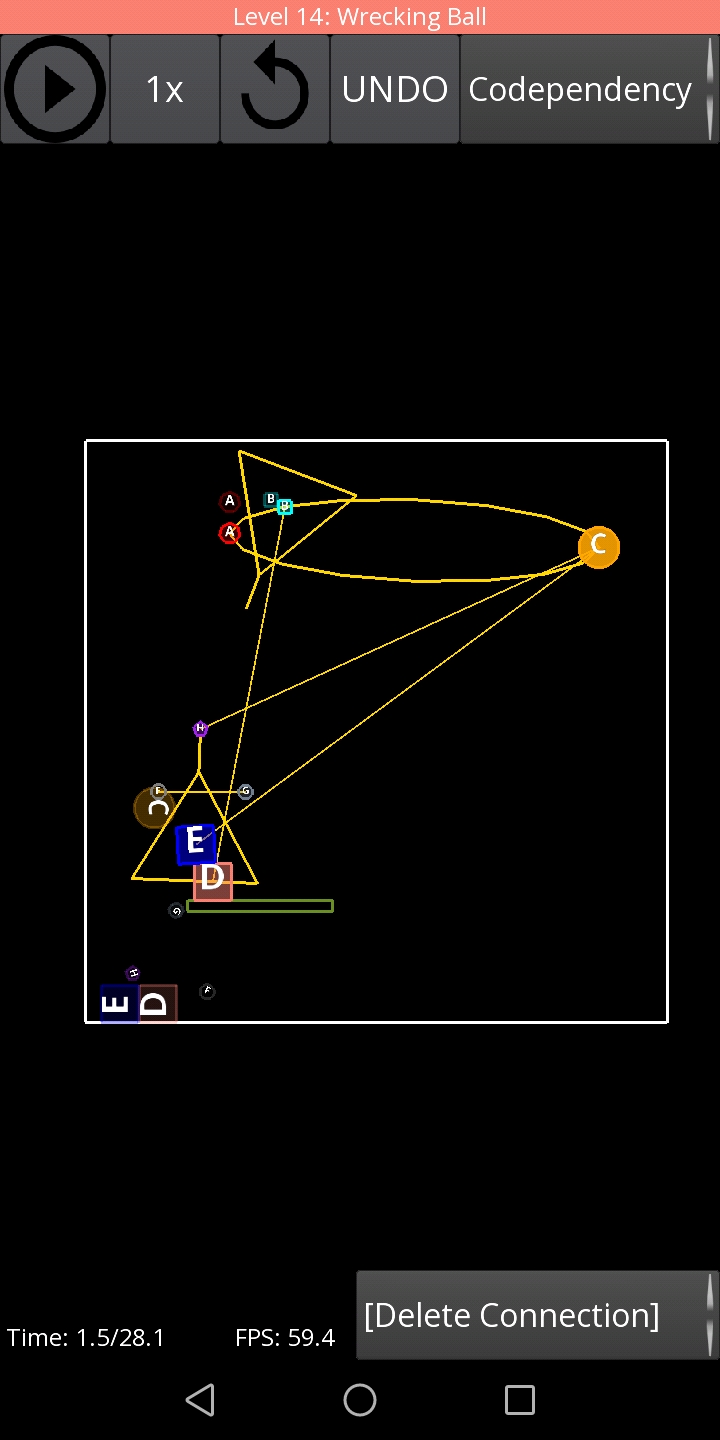 Level 14: Wrecking Ball
1x UNDO Codependency
A B
A
C
H
F G
C
E
D
G
H
E D F
[Delete Connection]
Time: 1.5/28.1 FPS: 59.4